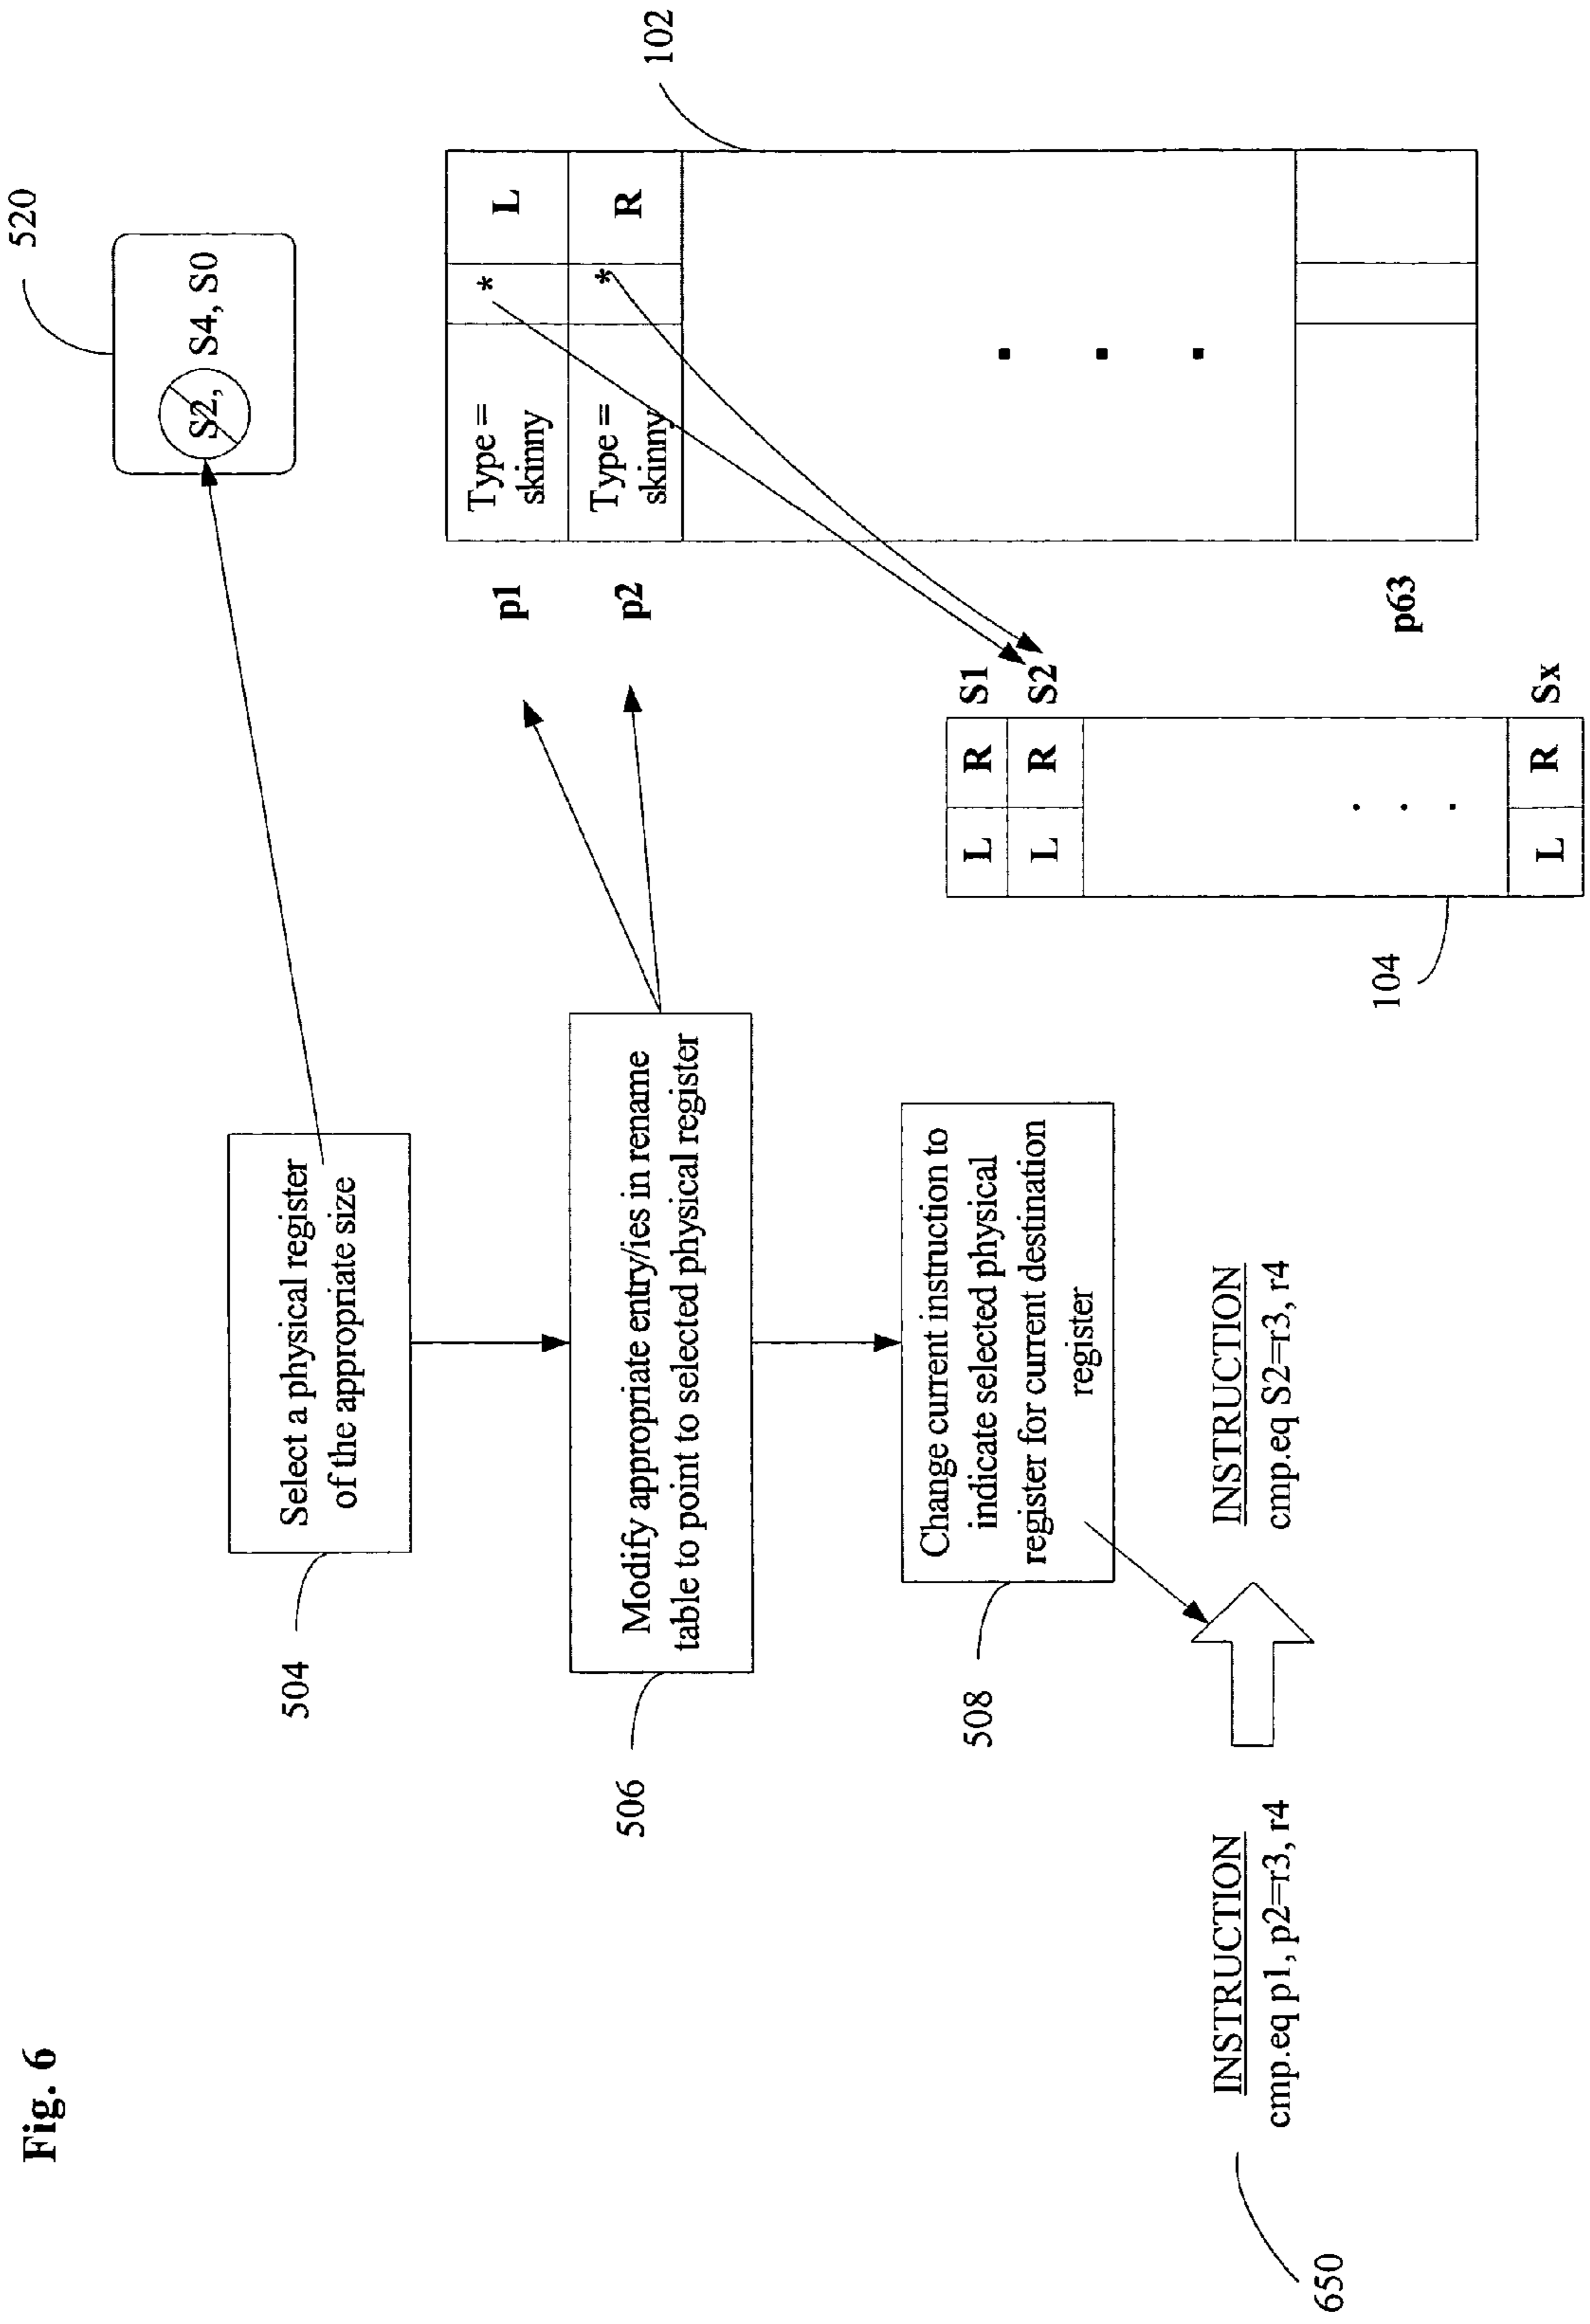 Fig. 6
520
S2, S4, S0
504
Select a physical register
of the appropriate size
506
Modify appropriate entry/ies in rename
table to point to selected physical register
508
Change current instruction to
indicate selected physical
register for current destination
register
102
p1
Type =
skinny
*
L
p2
Type =
skinny
*
R
p63
104
L R S1
L R S2
L R Sx
650
INSTRUCTION
cmp.eq p1, p2=r3, r4
INSTRUCTION
cmp.eq S2=r3, r4